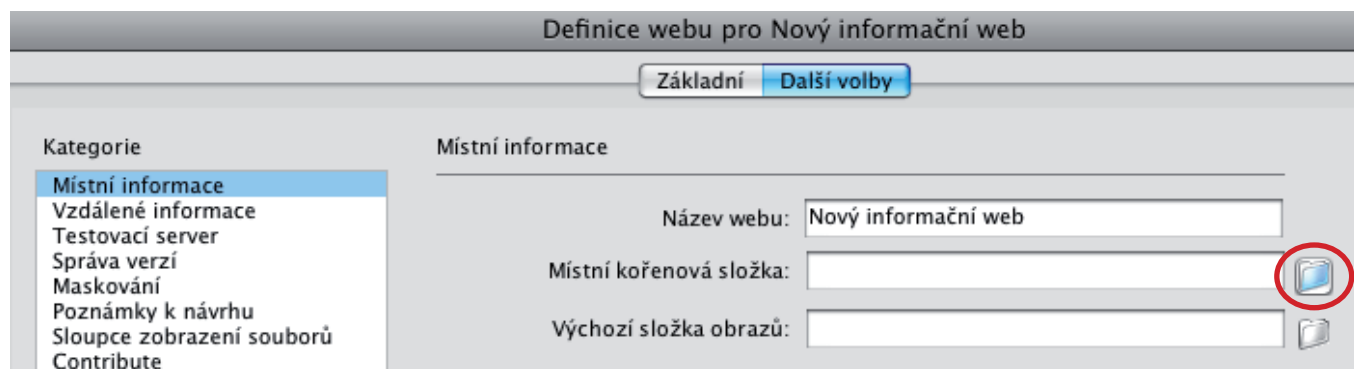 Definice webu pro Nový informační web
Základní
Další volby
Kategorie
Místní informace
Vzdálené informace
Testovací server
Správa verzí
Maskování
Poznámky k návrhu
Sloupce zobrazení souborů
Contribute
Místní informace
Název webu: Nový informační web
Místní kořenová složka:
Výchozí složka obrazů: